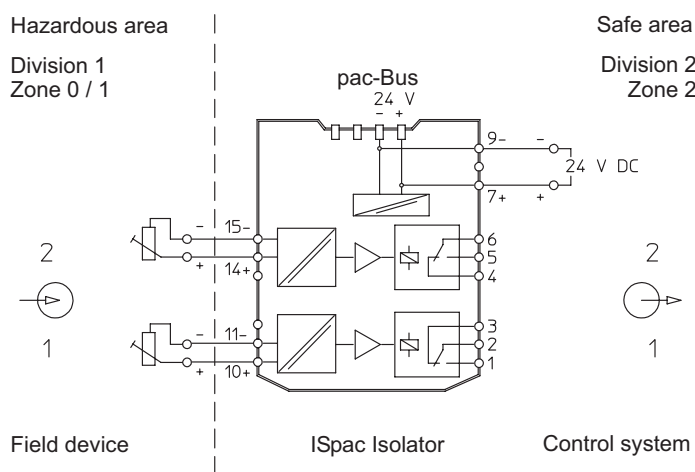 Hazardous area
Safe area
Division 1
Zone 0 / 1
Division 2
Zone 2
pac-Bus
24 V
- +
9-
-
24 V DC
7+
+
-
15-
+
14+
6
5
4
2
1
2
1
-
11-
+
10+
3
2
1
Field device
ISpac Isolator
Control system